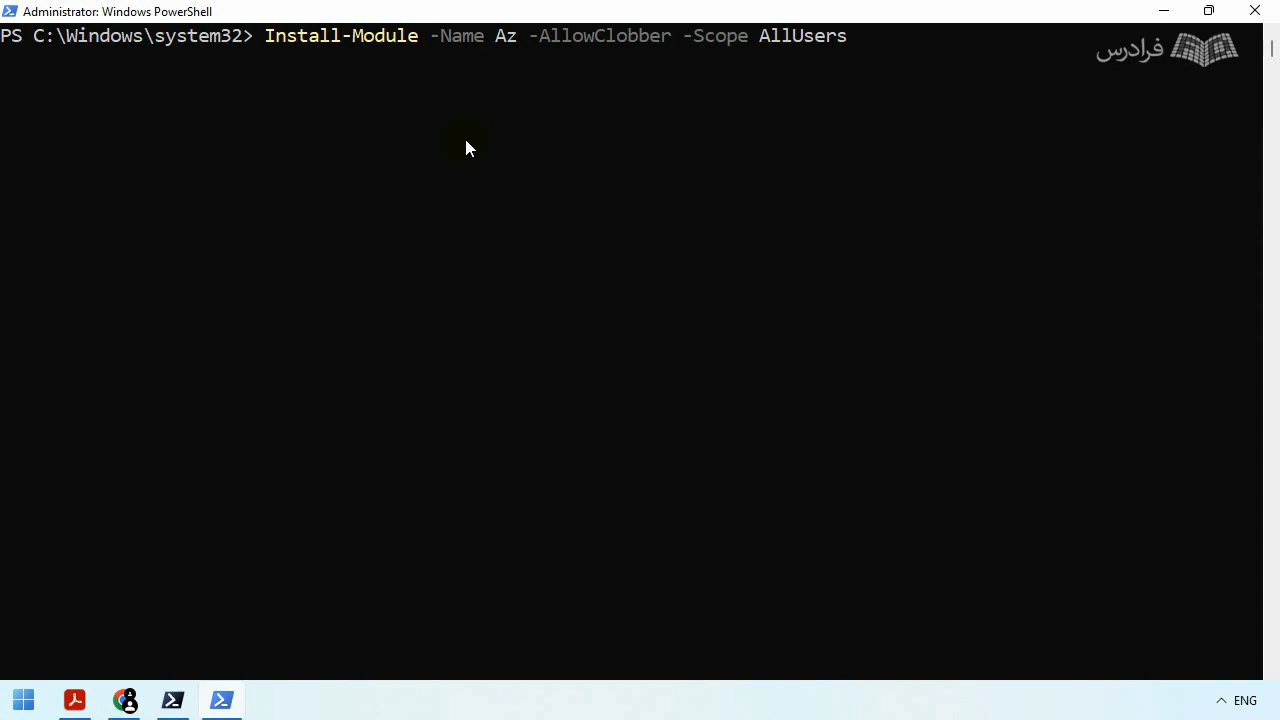 Administrator: Windows PowerShell
PS C:\Windows\system32> Install-Module -Name Az -AllowClobber -Scope AllUsers
فرادرس
ENG